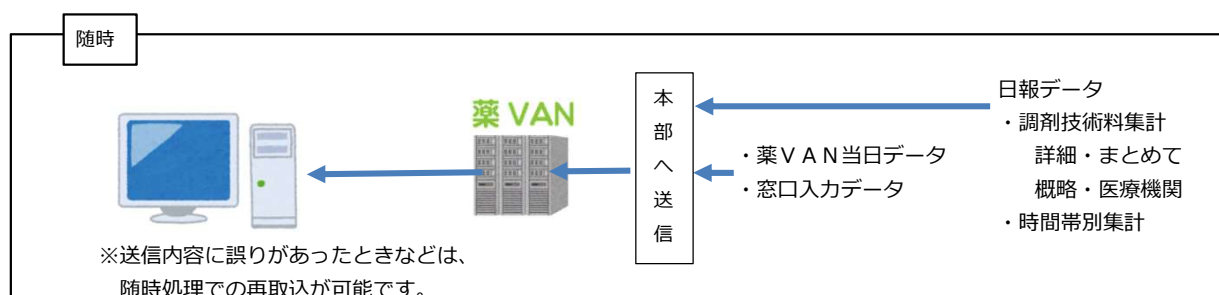 随時
薬 VAN
本
部
へ
送
信
・薬ＶＡＮ当日データ
・窓口入力データ
日報データ
・調剤技術料集計
詳細・まとめて
概略・医療機関
・時間帯別集計
※送信内容に誤りがあったときなどは、
随時処理での再取込が可能です。